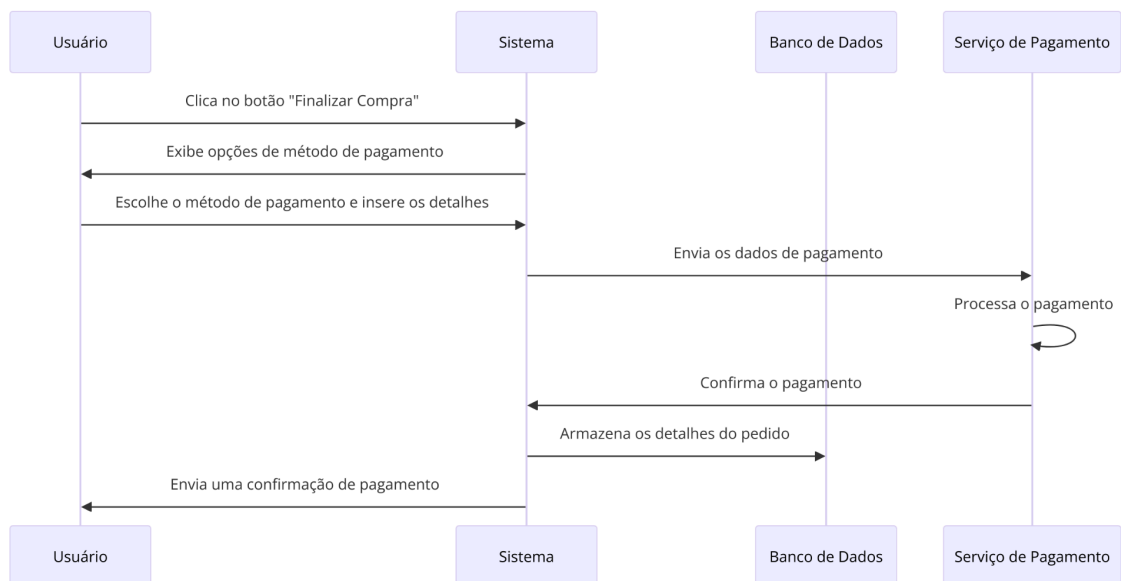 Usuário
Sistema
Banco de Dados
Serviço de Pagamento
Clica no botão "Finalizar Compra"
Exibe opções de método de pagamento
Escolhe o método de pagamento e insere os detalhes
Envia os dados de pagamento
Processa o pagamento
Confirma o pagamento
Armazena os detalhes do pedido
Envia uma confirmação de pagamento
Usuário
Sistema
Banco de Dados
Serviço de Pagamento